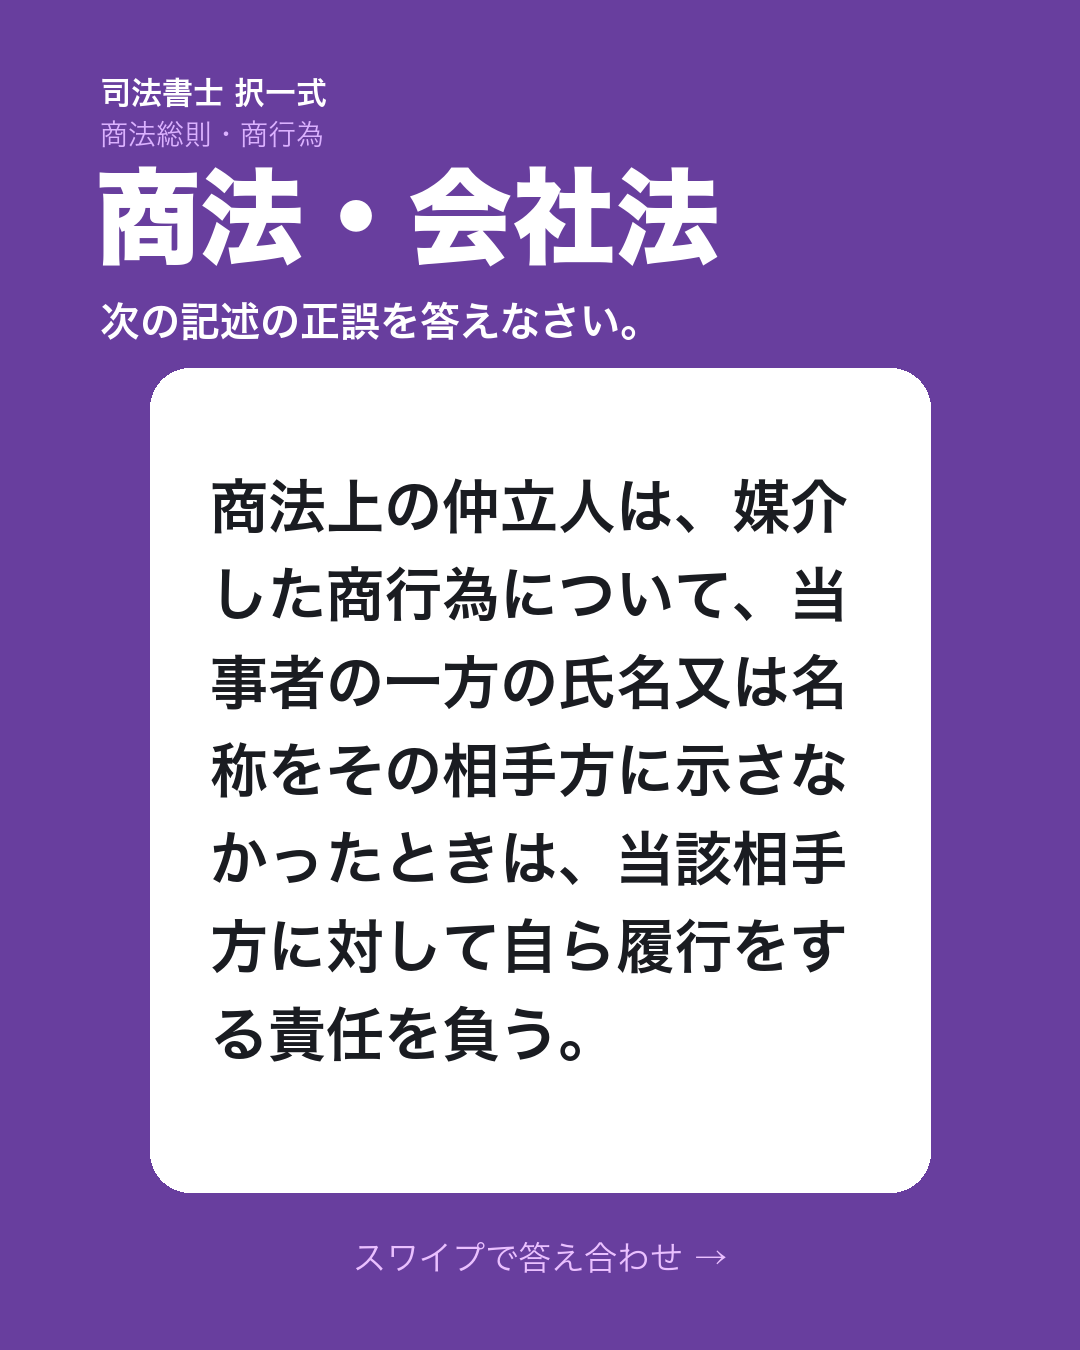 司法書士 択一式
商法総則・商行為
商法・会社法
次の記述の正誤を答えなさい。
商法上の仲立人は、媒介
した商行為について、当
事者の一方の氏名又は名
称をその相手方に示さな
かったときは、当該相手
方に対して自ら履行をす
る責任を負う。
スワイプで答え合わせ →